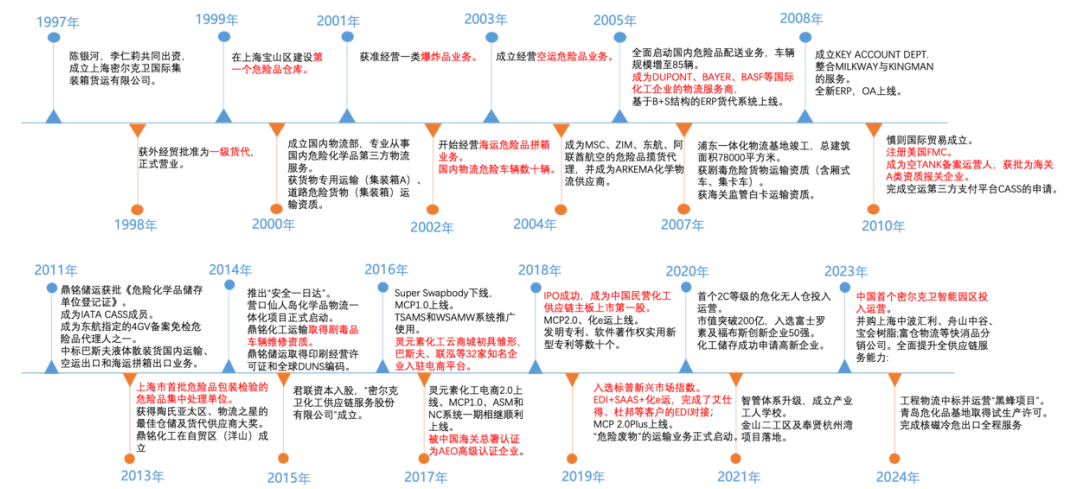 1997年
陈银河，李仁莉共同出资，
成立上海密尔克卫国际集
装箱货运有限公司。
1999年
在上海宝山区建设第
一个危险品仓库。
2001年
获准经营一类爆炸品业务。
2003年
成立经营空运危险品业务。
2005年
全面启动国内危险品配送业务，车辆
规模增至85辆。
成为DUPONT、BAYER、BASF等国际
化工企业的物流服务商，
基于B+S结构的ERP货代系统上线。
2008年
成立KEY ACCOUNT DEPT.
整合MILKWAY与KINGMAN
的服务。
全新ERP，OA上线。
获外经贸批准为一级货代，
正式营业。
1998年
成立国内物流部，专业从事
国内危险化学品第三方物流
服务。
获货物专用运输（集装箱A）、
道路危险货物（集装箱）运
输资质。
2000年
开始经营海运危险品拼箱
业务。
国内物流危险车辆数十辆。
2002年
成为MSC、ZIM、东航、阿
联酋航空的危险品揽货代
理，并成为ARKEMA化学物
流供应商。
2004年
浦东一体化物流基地竣工，总建筑
面积78000平方米。
获剧毒危险货物运输资质（含厢式
车、集卡车）。
获海关监管白卡运输资质。
2007年
慎则国际贸易成立。
注册美国FMC。
成为空TANK备案运营人，获批为海关
A类资质报关企业。
完成空运第三方支付平台CASS的申请。
2010年
2011年
鼎铭储运获批《危险化学品储存
单位登记证》。
成为IATA CASS成员。
成为东航指定的4GV备案免检危
险品代理人之一。
中标巴斯夫液体散装货国内运输、
空运出口和海运拼箱出口业务。
2014年
推出“安全一日达”。
营口仙人岛化学品物流一
体化项目正式启动。
鼎铭化工运输取得剧毒品
车辆维修资质。
鼎铭储运取得印刷经营许
可证和全球DUNS编码。
2016年
Super Swapbody下线，
MCP1.0上线。
TSAMS和WSAMW系统推广
使用。
灵元素化工云商城初具雏形，
巴斯夫、联泓等32家知名企
业入驻电商平台。
2018年
IPO成功，成为中国民营化工
供应链主板上市第一股。
MCP2.0、化e运上线。
发明专利、软件著作权实用新
型专利等数十个。
2020年
首个2C等级的危化无人仓投入
运营。
市值突破200亿，入选富士罗
素及福布斯创新企业50强。
化工储存成功申请高新企业。
2023年
中国首个密尔克卫智能园区投
入运营。
并购上海中波汇利、舟山中谷、
宝会树脂;富仓物流等快消品分
销公司。全面提升全供应链服
务能力:
上海市首批危险品包装检验的
危险品集中处理单位。
获得陶氏亚太区、物流之星的
最佳仓储及货代供应商大奖。
鼎铭化工在自贸区（洋山）成
立
2013年
君联资本入股，“密尔克
卫化工供应链服务股份
有限公司”成立。
2015年
灵元素化工电商2.0上
线、MCP1.0、ASM和
NC系统一期相继顺利
上线。
被中国海关总署认证
为AEO高级认证企业。
2017年
入选标普新兴市场指数。
EDI+SAAS+化e运，完成了艾仕
得、杜邦等客户的EDI对接;
MCP 2.0Plus上线。
“危险废物”的运输业务正式启动。
2019年
智管体系升级，成立产业
工人学校。
金山二工区及奉贤杭州湾
项目落地。
2021年
工程物流中标并运营“黑蜂项目”。
青岛危化品基地取得试生产许可。
完成核磁冷危出口全程服务
2024年